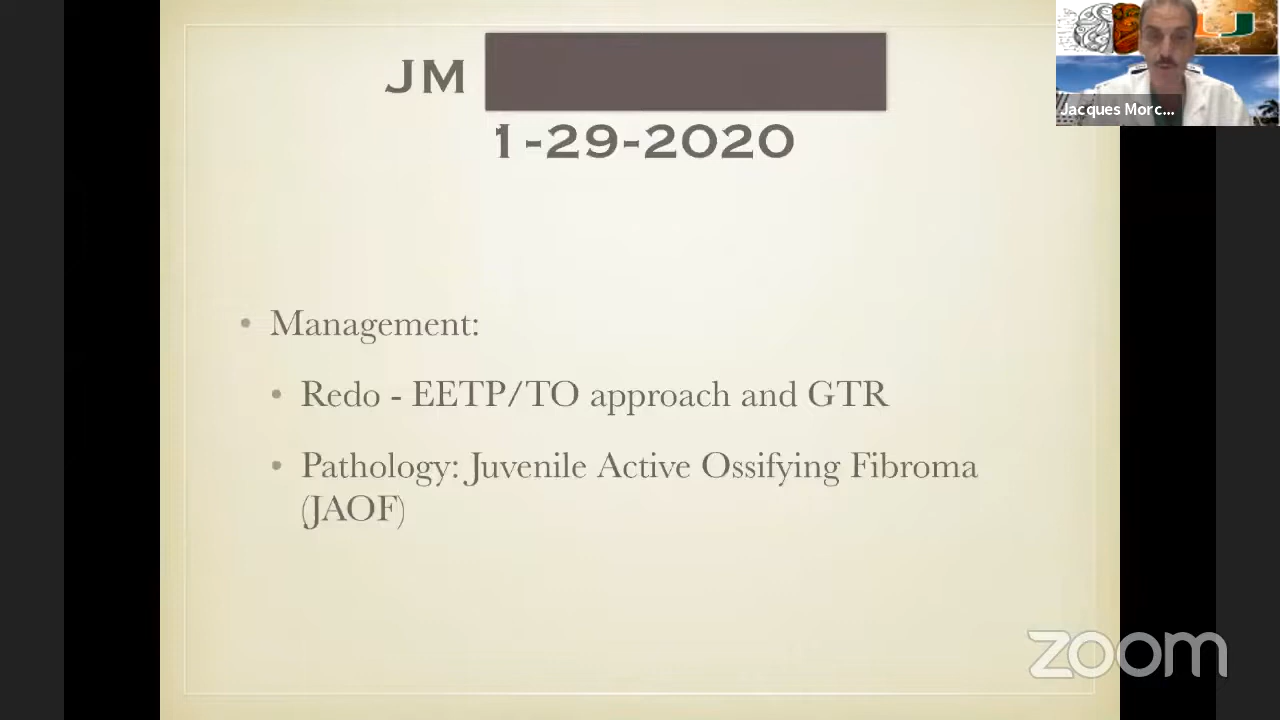 JM
1-29-2020
Jacques Morc...
U
• Management:
• Redo - EETP/TO approach and GTR
• Pathology: Juvenile Active Ossifying Fibroma
(JAOF)
zoom